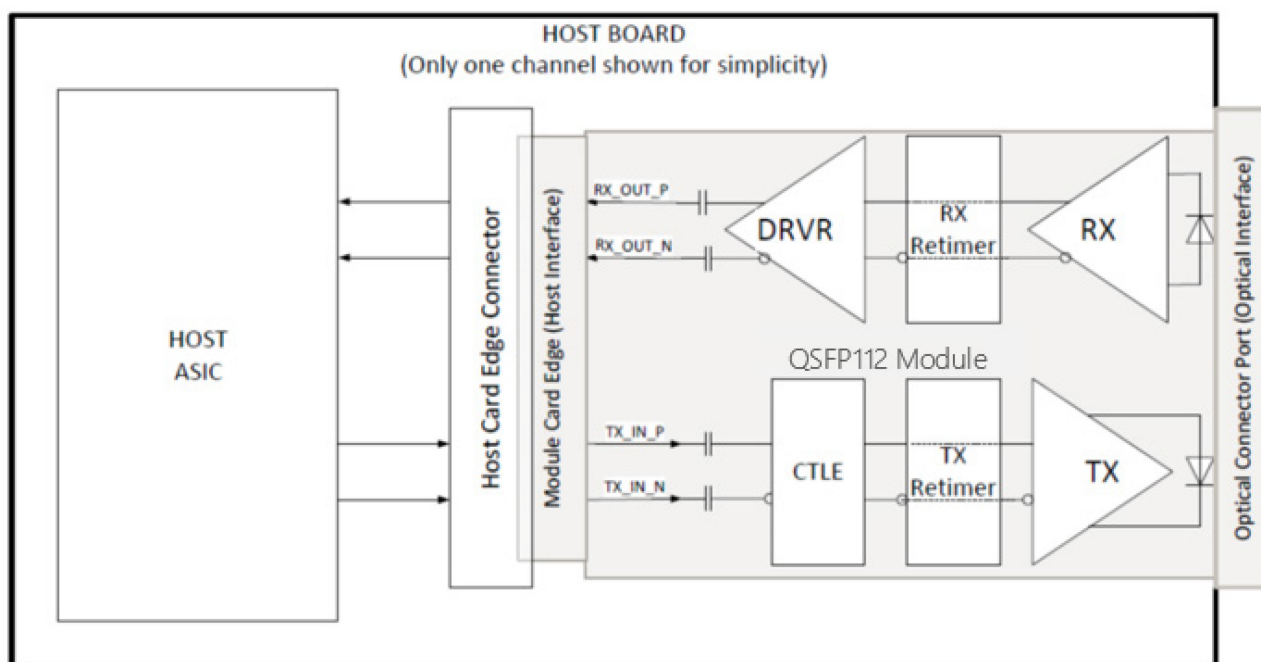 HOST BOARD
(Only one channel shown for simplicity)
HOST
ASIC
Host Card Edge Connector
Module Card Edge (Host Interface)
RX_OUT_P
RX_OUT_N
DRVR
RX
Retimer
RX
QSFP112 Module
TX_IN_P
TX_IN_N
CTLE
TX
Retimer
TX
Optical Connector Port (Optical Interface)